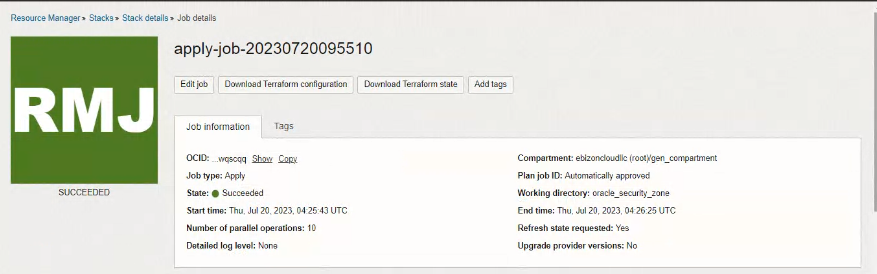 Resource Manager » Stacks » Stack details » Job details
RMJ
SUCCEEDED
apply-job-20230720095510
Edit job Download Terraform configuration Download Terraform state Add tags
Job information Tags
OCID: ...wqscqq Show Copy
Job type: Apply
State: Succeeded
Start time: Thu, Jul 20, 2023, 04:25:43 UTC
Number of parallel operations: 10
Detailed log level: None
Compartment: ebizoncloudllc (root)/gen_compartment
Plan job ID: Automatically approved
Working directory: oracle_security_zone
End time: Thu, Jul 20, 2023, 04:26:25 UTC
Refresh state requested: Yes
Upgrade provider versions: No